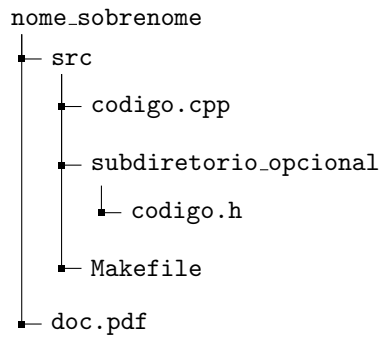 nome_sobrenome
src
codigo.cpp
subdiretorio_opcional
codigo.h
Makefile
doc.pdf